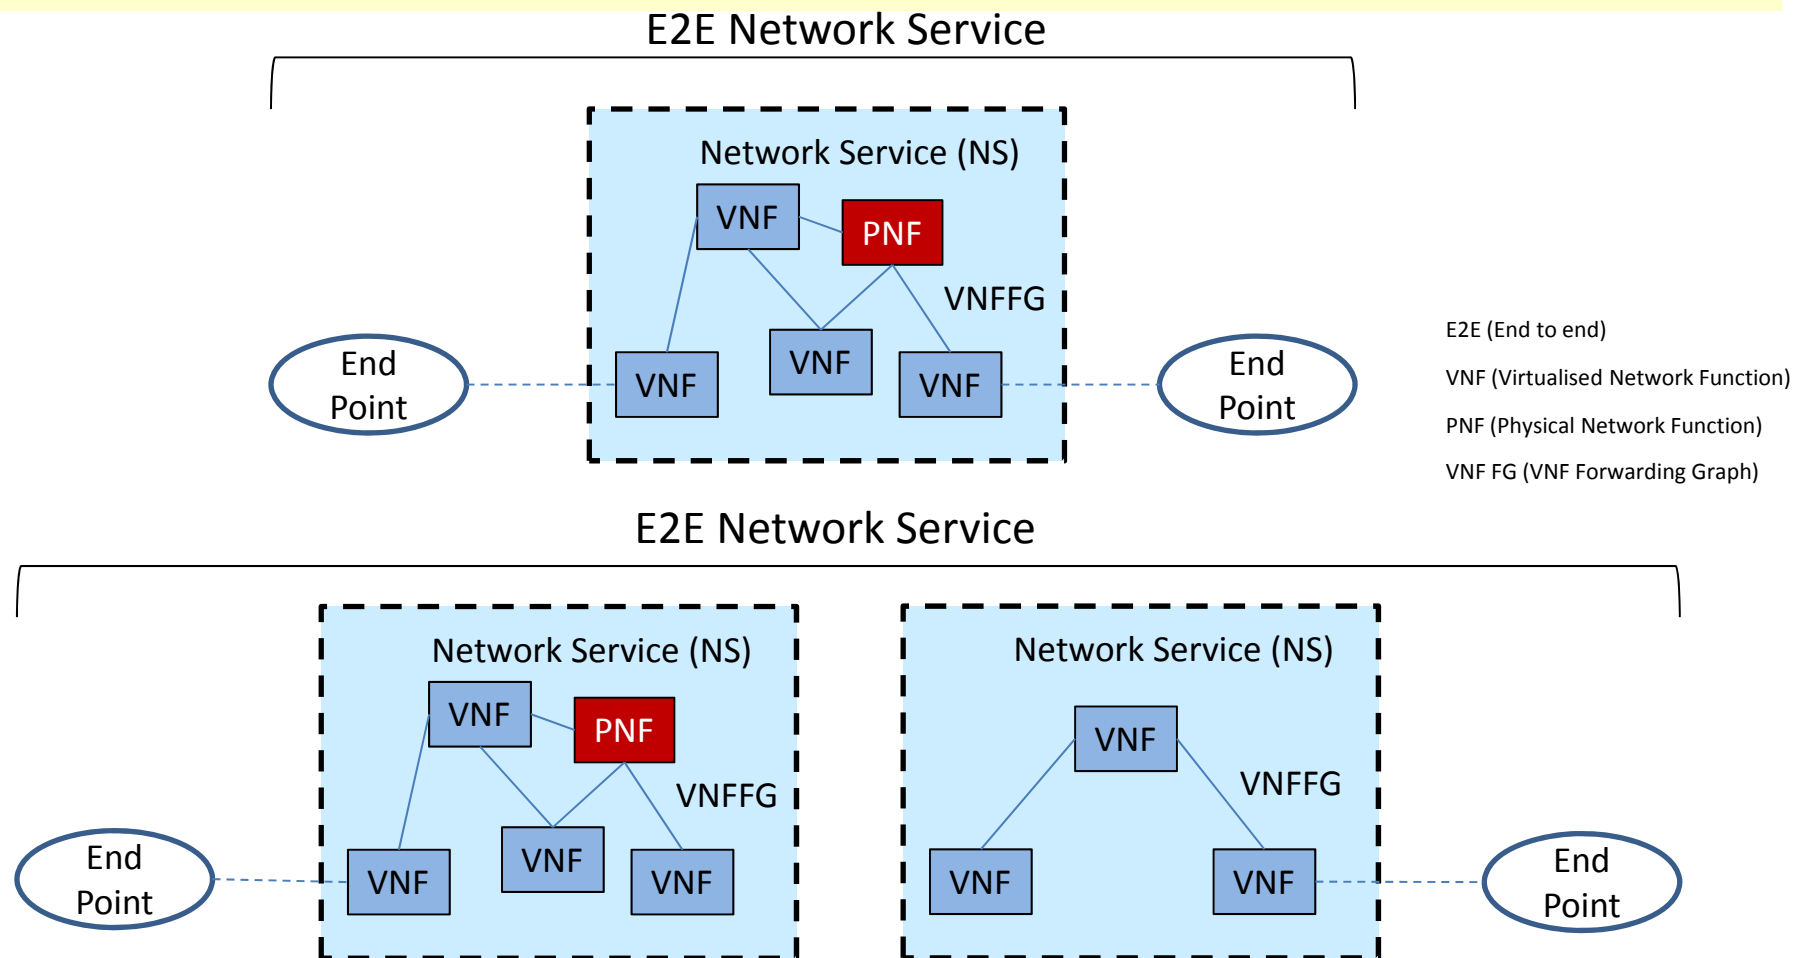 E2E Network Service
Network Service (NS)
VNF
PNF
VNFFG
End
Point
VNF
VNF
VNF
End
Point
E2E (End to end)
VNF (Virtualised Network Function)
PNF (Physical Network Function)
VNF FG (VNF Forwarding Graph)
E2E Network Service
Network Service (NS)
VNF
PNF
VNFFG
End
Point
VNF
VNF
VNF
Network Service (NS)
VNF
VNFFG
VNF
VNF
End
Point